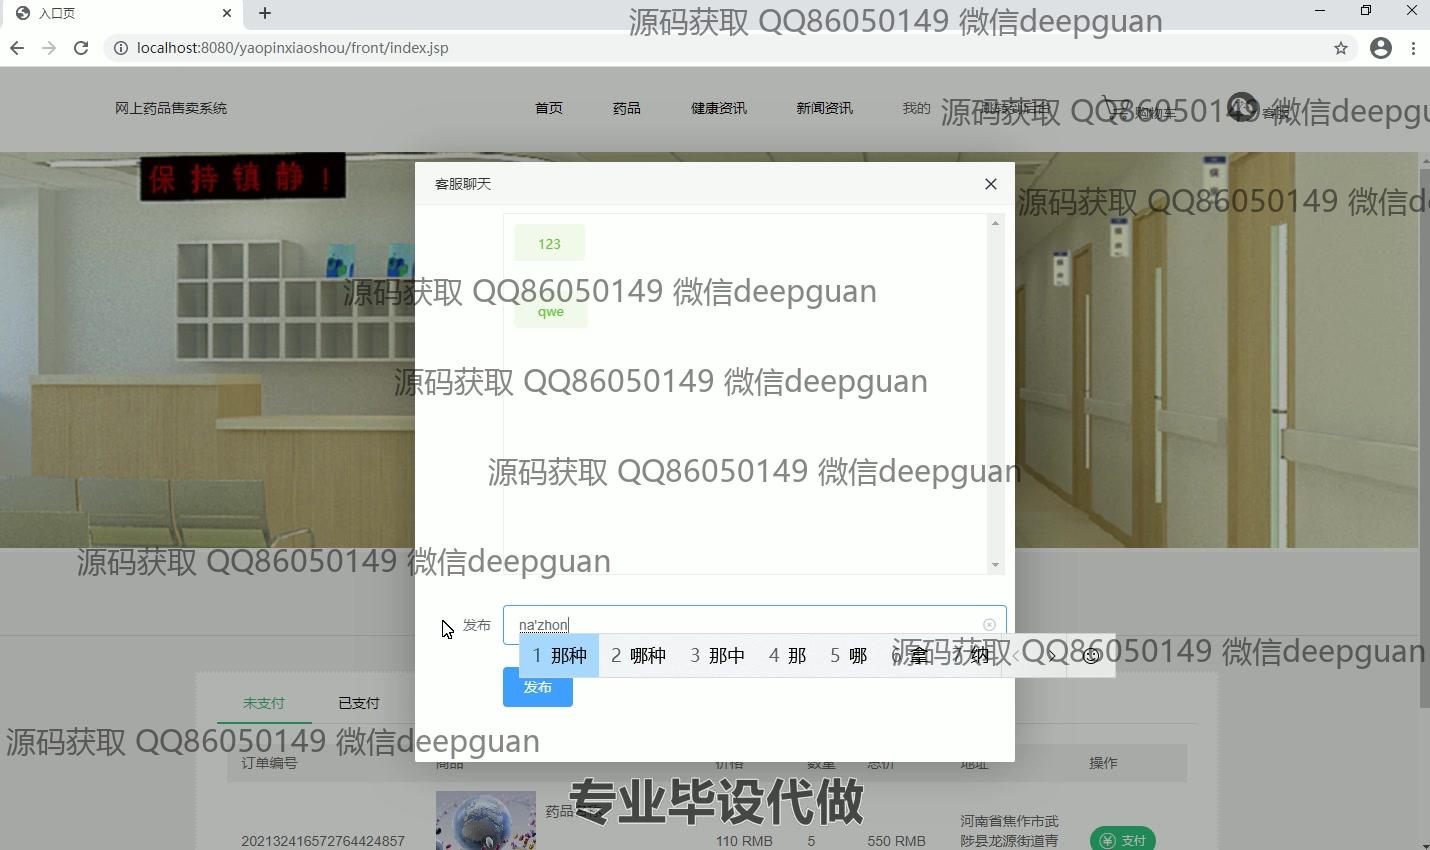 入口页
源码获取 QQ86050149 微信deepguan
localhost:8080/yaopinxiaoshou/front/index.jsp
网上药品售卖系统
首页 药品 健康资讯 新闻资讯 我的 购物车 客服
源码获取 QQ86050149 微信deepgu
保持镇静！
客服聊天
源码获取 QQ86050149 微信de
123
源码获取 QQ86050149 微信deepguan
qwe
源码获取 QQ86050149 微信deepguan
源码获取 QQ86050149 微信deepguan
源码获取 QQ86050149 微信deepguan
发布 na'zhon
1 那种 2 哪种 3 那中 4 那 5 哪 6 拿 7 纳
源码获取 QQ86050149 微信deepguan
发布
未支付 已支付
源码获取 QQ86050149 微信deepguan
订单编号 商品 价格 数量 总价 地址 操作
专业毕设代做
药品名称
202132416572764424857 110 RMB 5 550 RMB
河南省焦作市武
陟县龙源街道青
支付